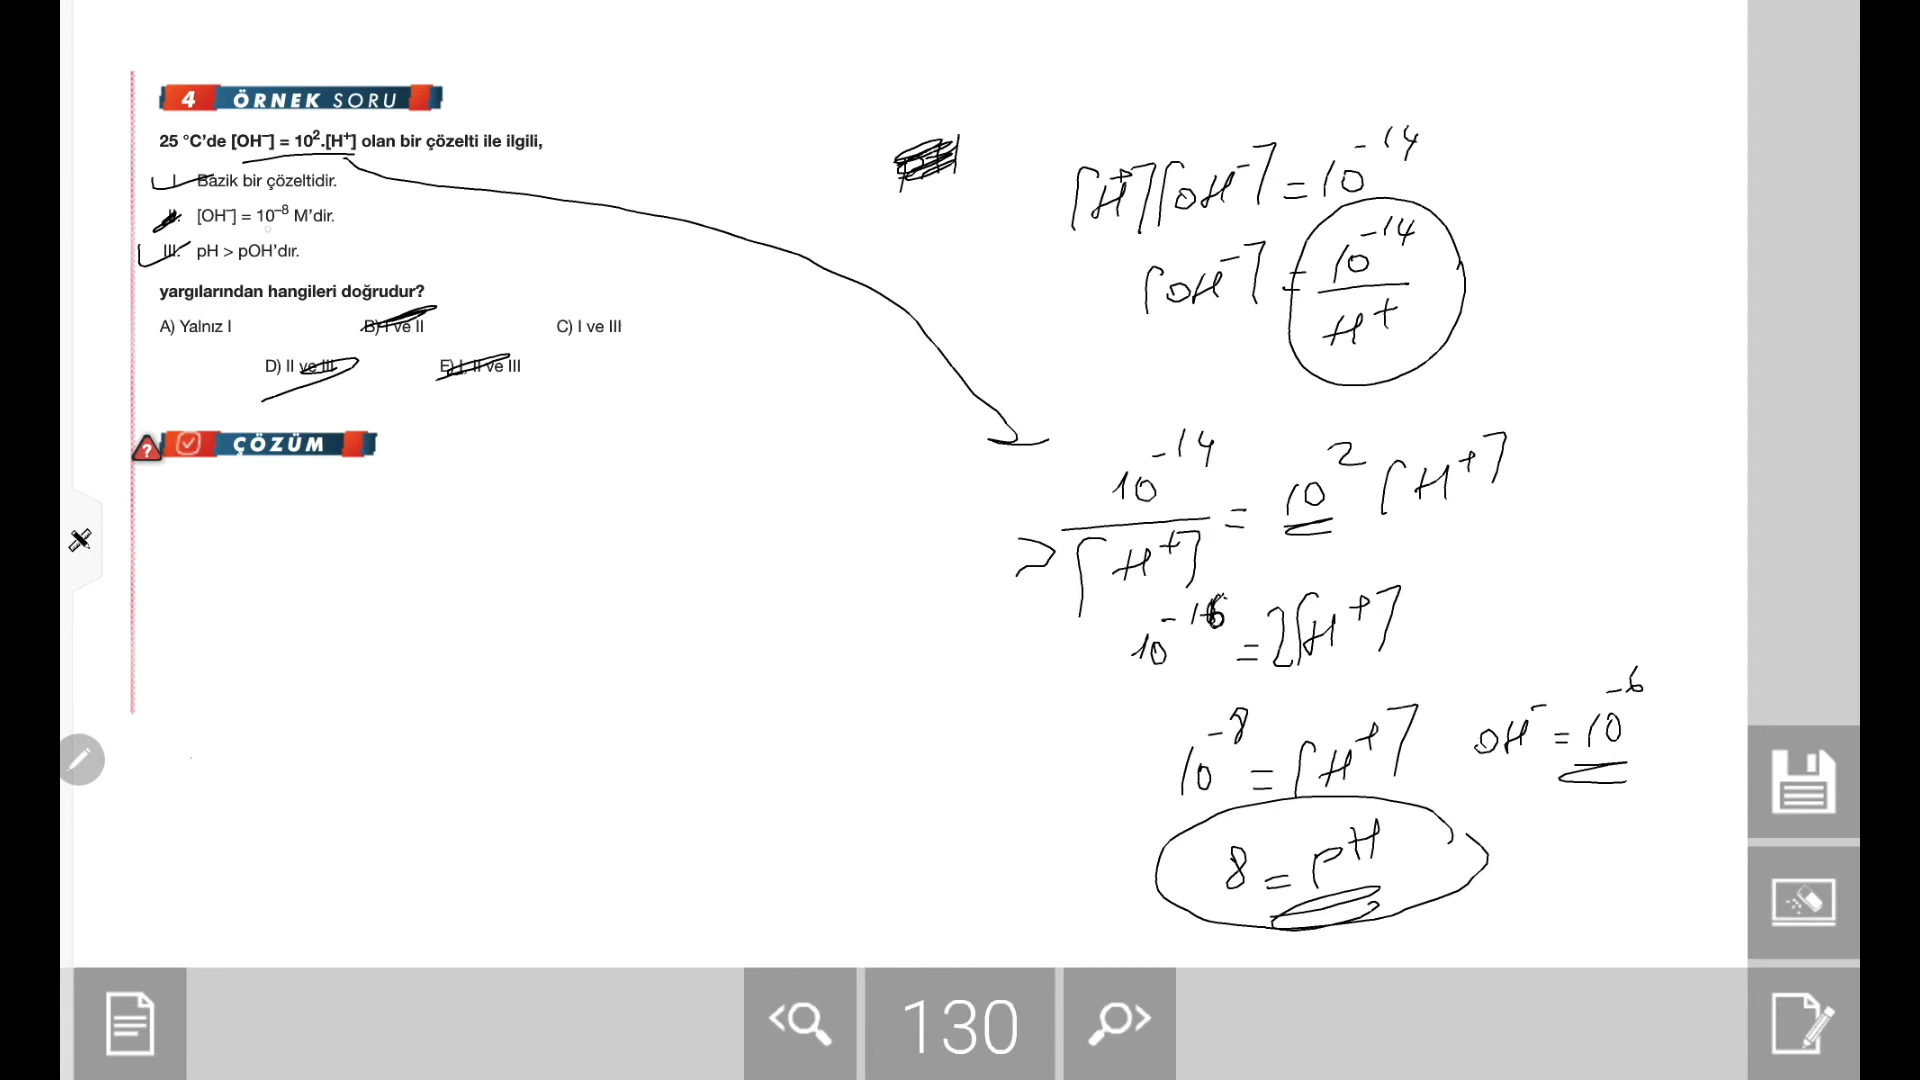 4 ÖRNEK SORU
25 °C'de [OH⁻] = 10².[H⁺] olan bir çözelti ile ilgili,
I. Bazik bir çözeltidir.
II. [OH⁻] = 10⁻⁸ M'dir.
III. pH > pOH'dır.
yargılarından hangileri doğrudur?
A) Yalnız I B) I ve II C) I ve III
D) II ve III E) I, II ve III
? ÇÖZÜM
[H⁺][OH⁻] = 10⁻¹⁴
[OH⁻] = 10⁻¹⁴ / H⁺
10⁻¹⁴ / [H⁺] = 10² [H⁺]
10⁻¹⁶ = 2[H⁺]
10⁻⁸ = [H⁺] OH⁻ = 10⁻⁶
8 = pH
130